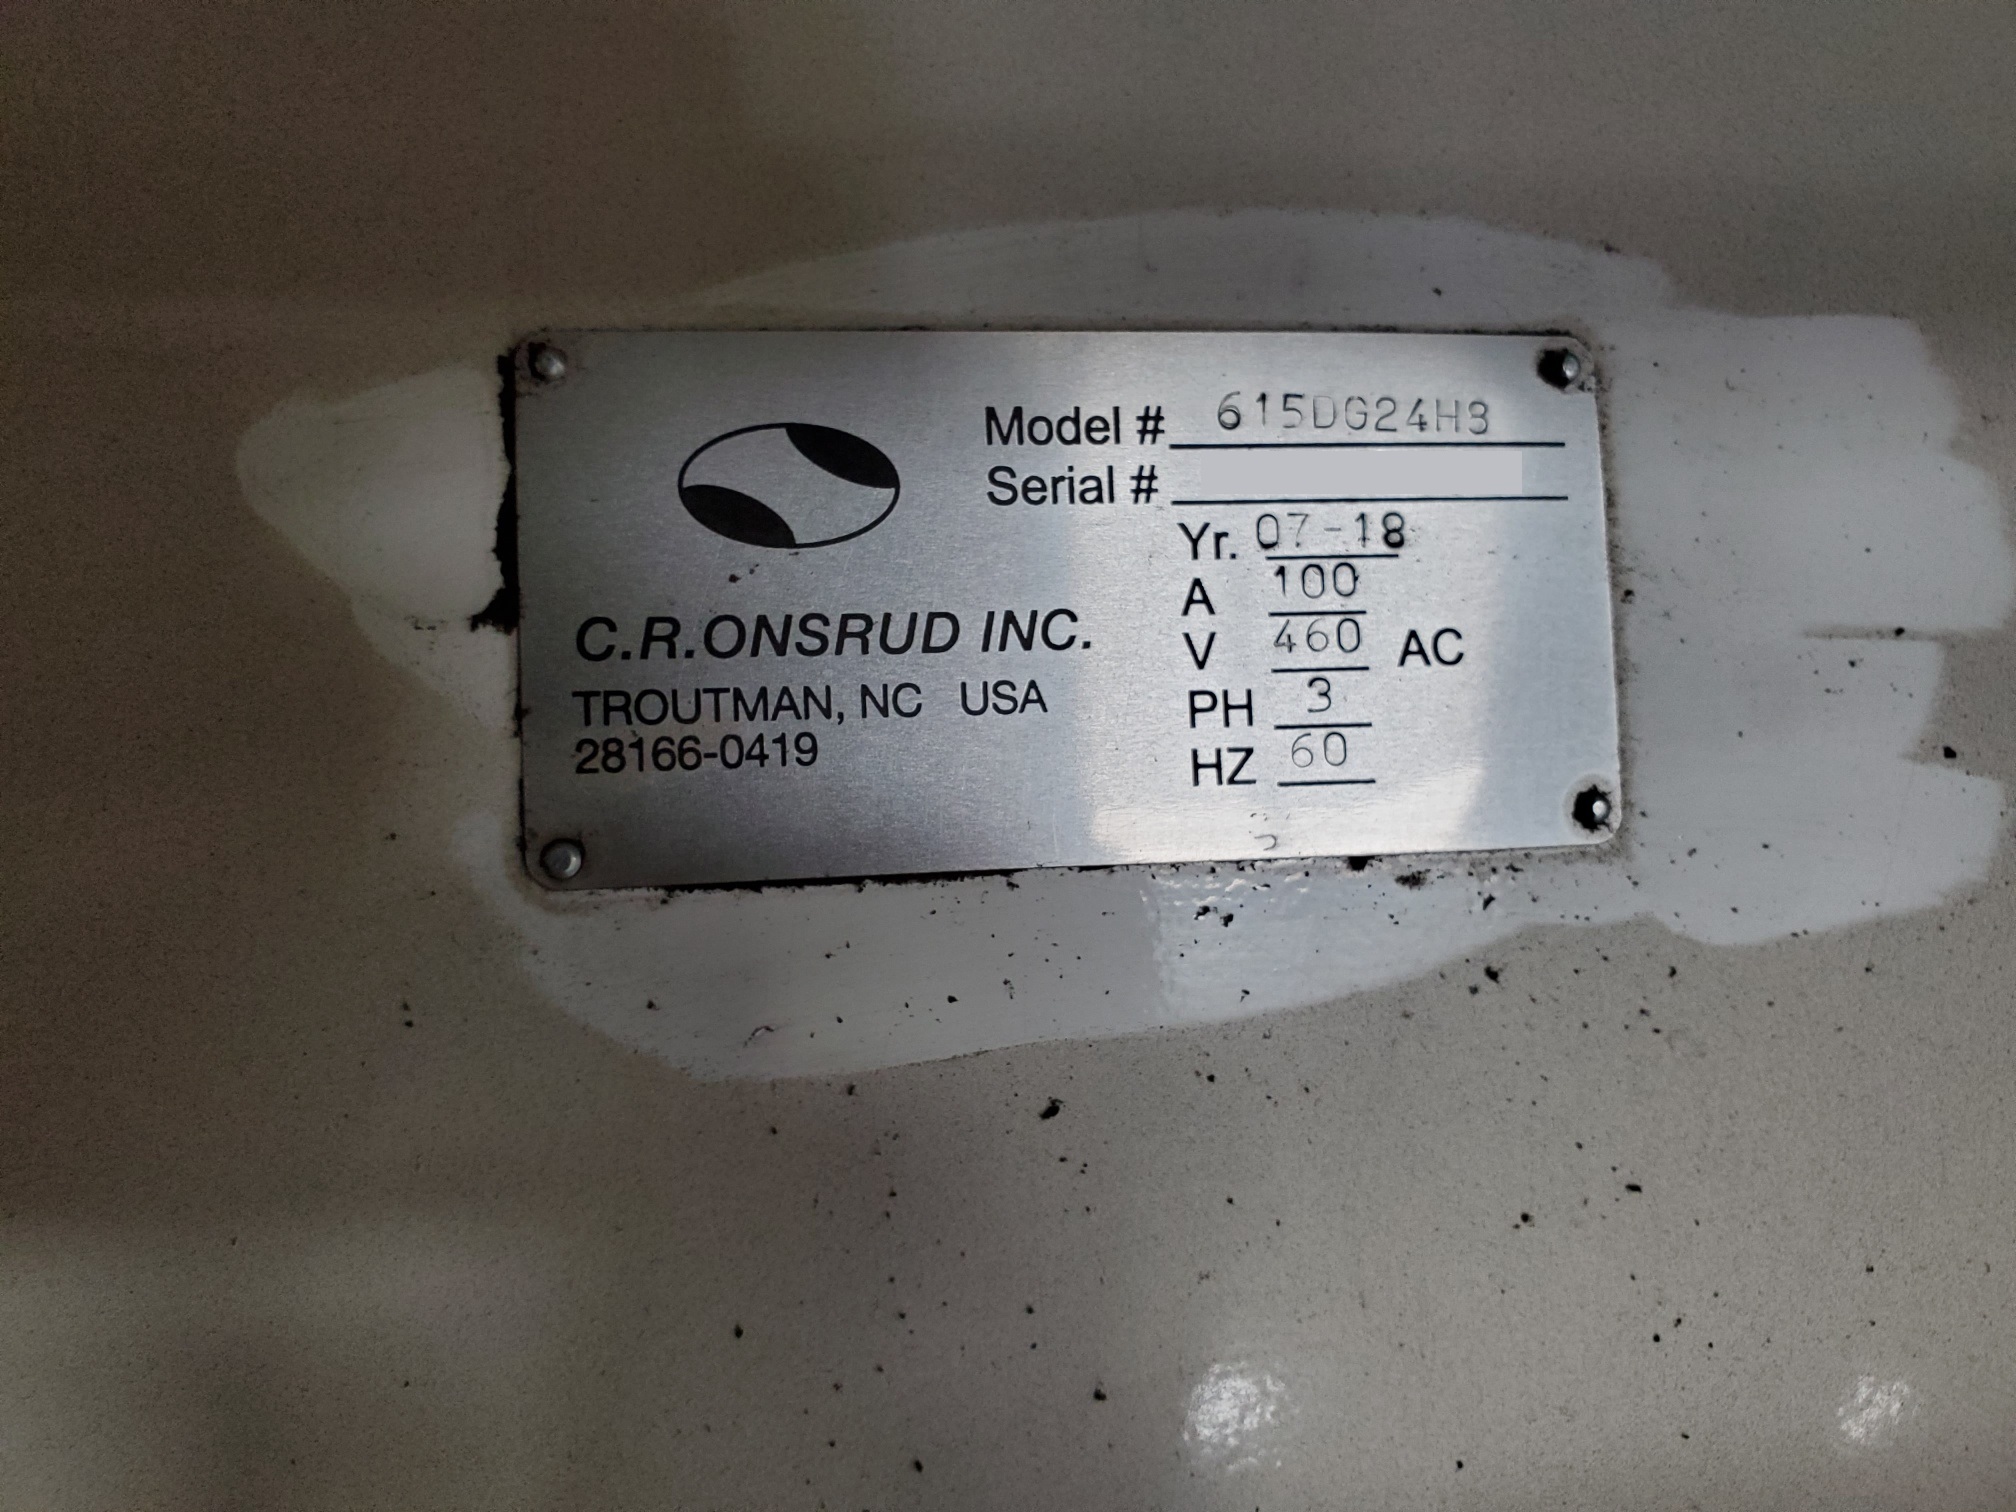 Model # 615DG24H3
Serial #
Yr. 07-18
A 100
V 460 AC
PH 3
HZ 60
C.R.ONSRUD INC.
TROUTMAN, NC USA
28166-0419